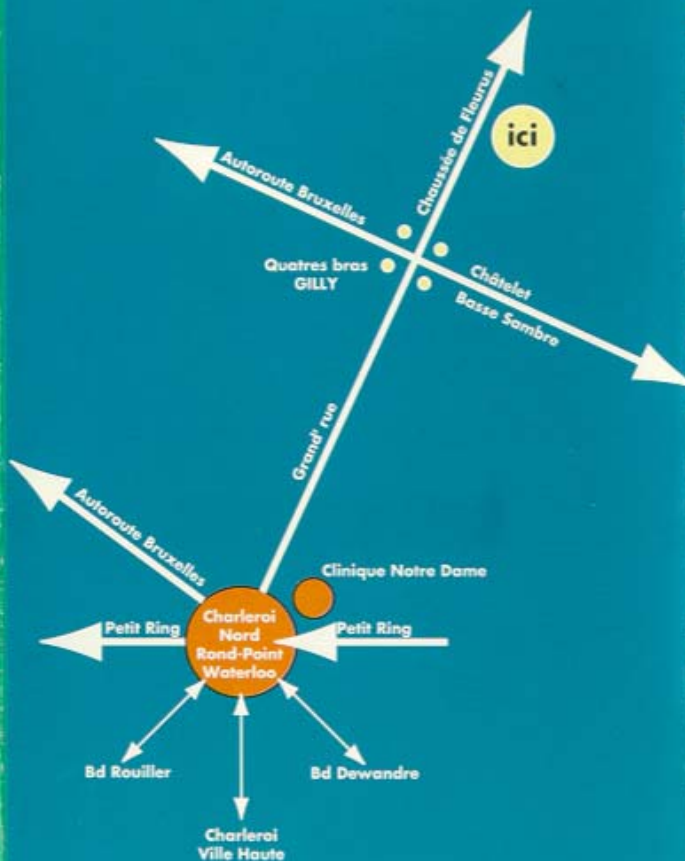 Chaussée de Fleurus
ici
Autoroute Bruxelles
Quatres bras
GILLY
Châtelet
Basse Sambre
Grand' rue
Autoroute Bruxelles
Clinique Notre Dame
Petit Ring
Charleroi
Nord
Rond-Point
Waterloo
Petit Ring
Bd Rouiller
Bd Dewandre
Charleroi
Ville Haute